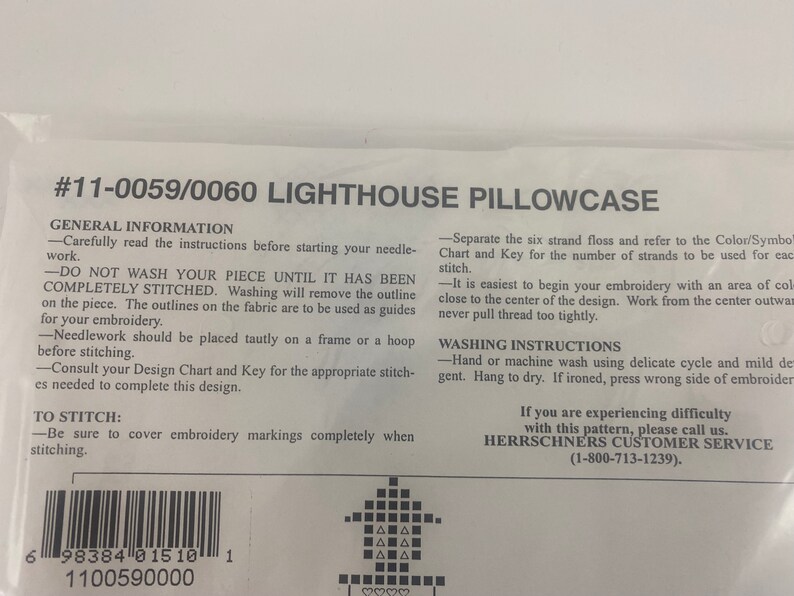 #11-0059/0060 LIGHTHOUSE PILLOWCASE
GENERAL INFORMATION
—Carefully read the instructions before starting your needle-
work.
—DO NOT WASH YOUR PIECE UNTIL IT HAS BEEN
COMPLETELY STITCHED. Washing will remove the outline
on the piece. The outlines on the fabric are to be used as guides
for your embroidery.
—Needlework should be placed tautly on a frame or a hoop
before stitching.
—Consult your Design Chart and Key for the appropriate stitch-
es needed to complete this design.
TO STITCH:
—Be sure to cover embroidery markings completely when
stitching.
—Separate the six strand floss and refer to the Color/Symbol
Chart and Key for the number of strands to be used for
stitch.
—It is easiest to begin your embroidery with an area of
close to the center of the design. Work from the center
never pull thread too tightly.
WASHING INSTRUCTIONS
—Hand or machine wash using delicate cycle and mild
gent. Hang to dry. If ironed, press wrong side of
If you are experiencing difficulty
with this pattern, please call us.
HERRSCHNERS CUSTOMER SERVICE
(1-800-713-1239).
6 98384 01510 1
1100590000